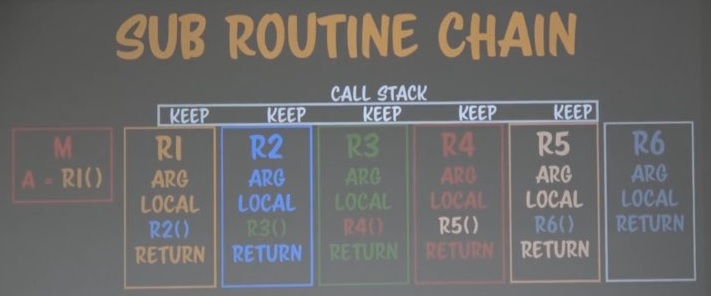 SUB ROUTINE CHAIN
CALL STACK
KEEP KEEP KEEP KEEP KEEP
M
A = R1()
R1
ARG
LOCAL
R2()
RETURN
R2
ARG
LOCAL
R3()
RETURN
R3
ARG
LOCAL
R4()
RETURN
R4
ARG
LOCAL
R5()
RETURN
R5
ARG
LOCAL
R6()
RETURN
R6
ARG
LOCAL
RETURN